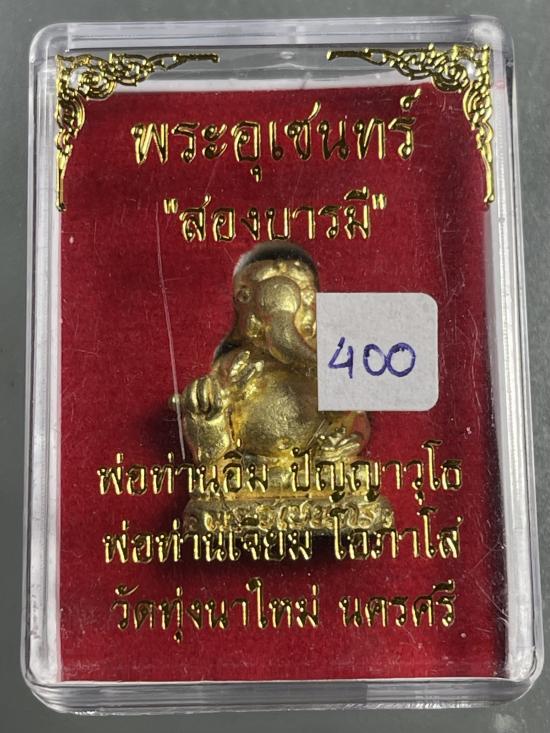 พระอุเชนทร์
"สองบารมี"
400
พ่อท่านอิ่ม ปัญญาวุโธ
พ่อท่านเจียม โอภาโส
วัดทุ่งนาใหม่ นครศรี